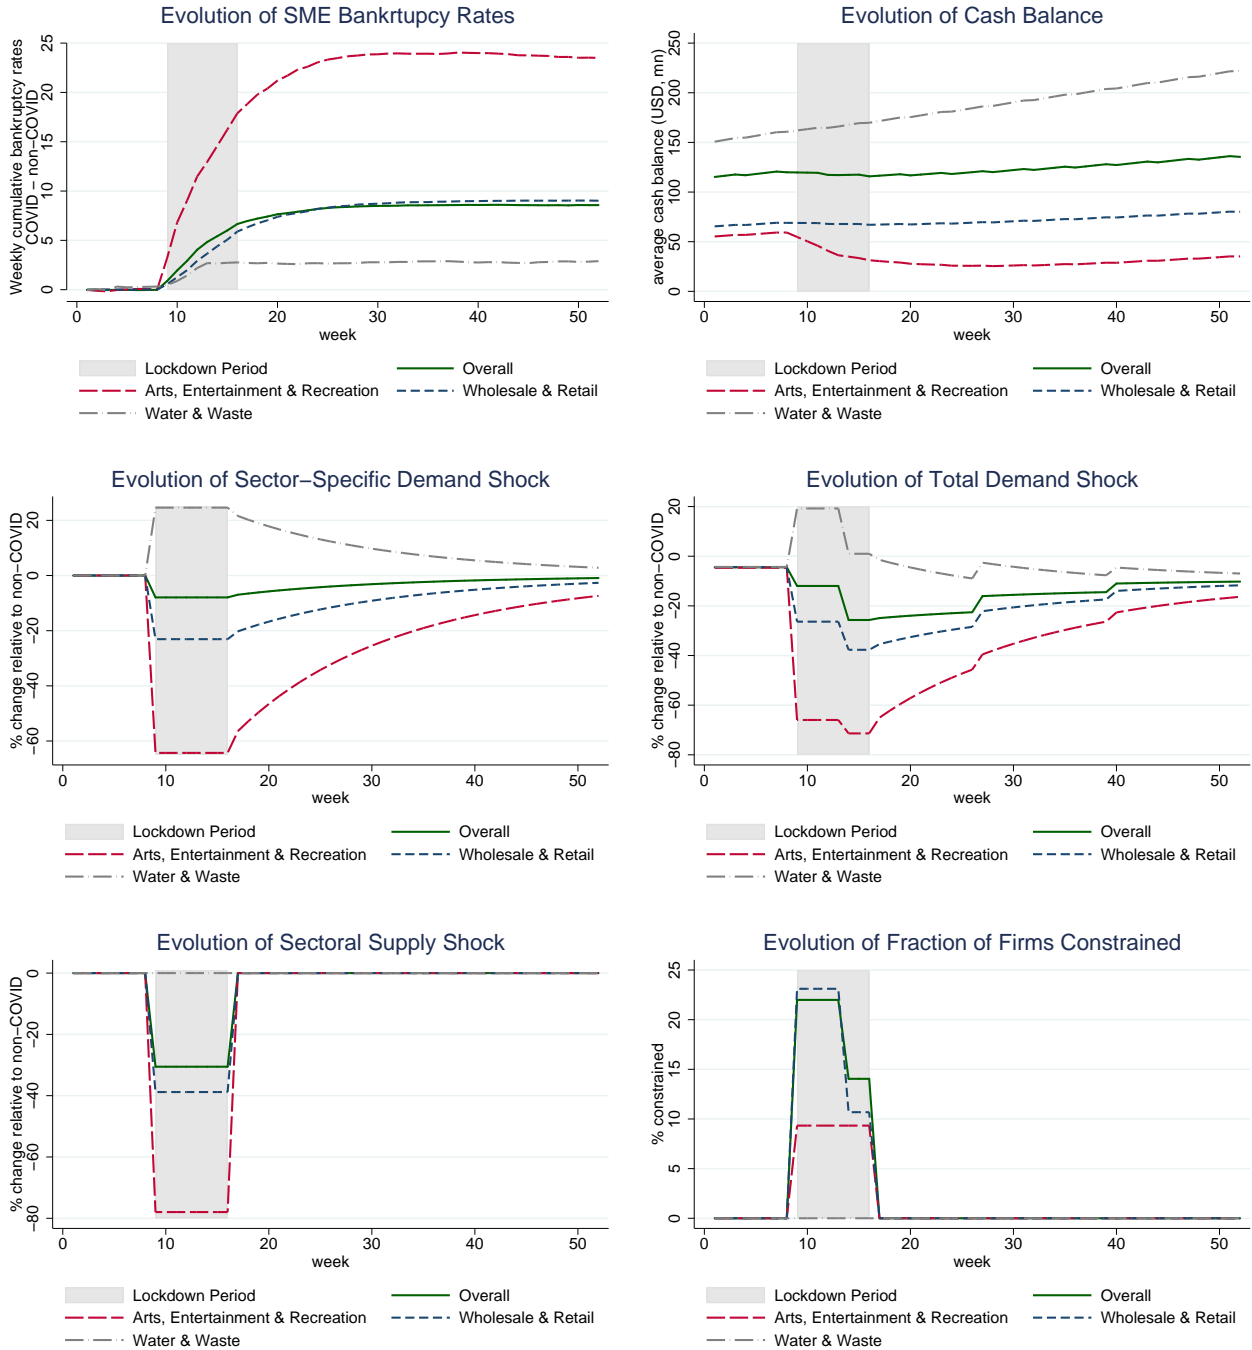 Evolution of SME Bankrtupcy Rates
Weekly cumulative bankruptcy rates
COVID − non−COVID
25
20
15
10
5
0
0 10 20 30 40 50
week
Lockdown Period Overall
Arts, Entertainment & Recreation Wholesale & Retail
Water & Waste
Evolution of Cash Balance
average cash balance (USD, mn)
250
200
150
100
50
0
0 10 20 30 40 50
week
Lockdown Period Overall
Arts, Entertainment & Recreation Wholesale & Retail
Water & Waste
Evolution of Sector−Specific Demand Shock
% change relative to non−COVID
20
0
−20
−40
−60
0 10 20 30 40 50
week
Lockdown Period Overall
Arts, Entertainment & Recreation Wholesale & Retail
Water & Waste
Evolution of Total Demand Shock
% change relative to non−COVID
20
0
−20
−40
−60
−80
0 10 20 30 40 50
week
Lockdown Period Overall
Arts, Entertainment & Recreation Wholesale & Retail
Water & Waste
Evolution of Sectoral Supply Shock
% change relative to non−COVID
0
−20
−40
−60
−80
0 10 20 30 40 50
week
Lockdown Period Overall
Arts, Entertainment & Recreation Wholesale & Retail
Water & Waste
Evolution of Fraction of Firms Constrained
% constrained
25
20
15
10
5
0
0 10 20 30 40 50
week
Lockdown Period Overall
Arts, Entertainment & Recreation Wholesale & Retail
Water & Waste